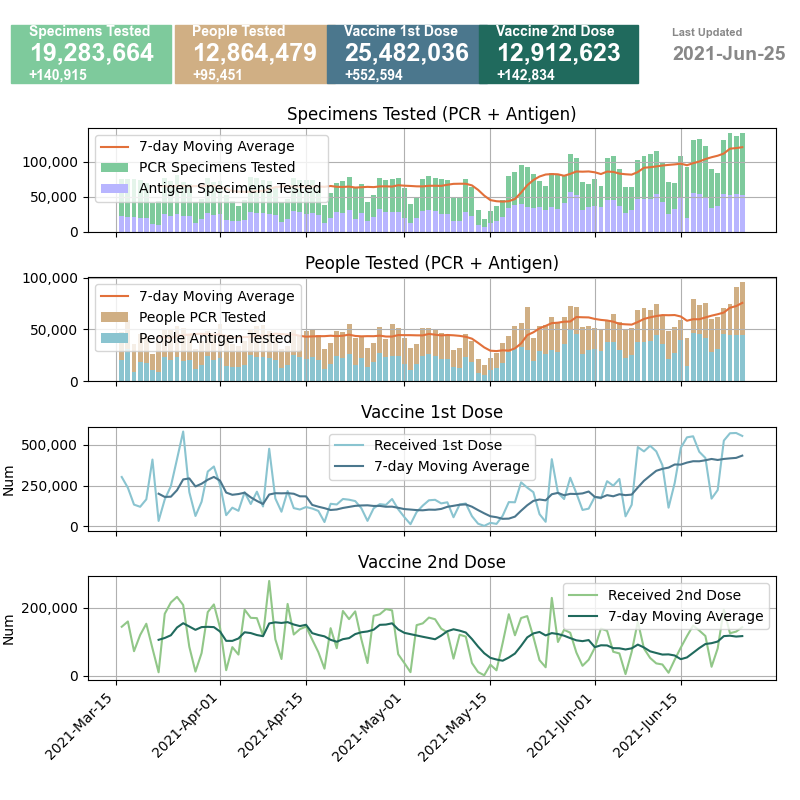 Specimens Tested
19,283,664
+140,915
People Tested
12,864,479
+95,451
Vaccine 1st Dose
25,482,036
+552,594
Vaccine 2nd Dose
12,912,623
+142,834
Last Updated
2021-Jun-25
Specimens Tested (PCR + Antigen)
7-day Moving Average
PCR Specimens Tested
Antigen Specimens Tested
100,000
50,000
0
People Tested (PCR + Antigen)
7-day Moving Average
People PCR Tested
People Antigen Tested
100,000
50,000
0
Vaccine 1st Dose
Received 1st Dose
7-day Moving Average
500,000
250,000
0
Num
Vaccine 2nd Dose
Received 2nd Dose
7-day Moving Average
200,000
0
Num
2021-Mar-15
2021-Apr-01
2021-Apr-15
2021-May-01
2021-May-15
2021-Jun-01
2021-Jun-15